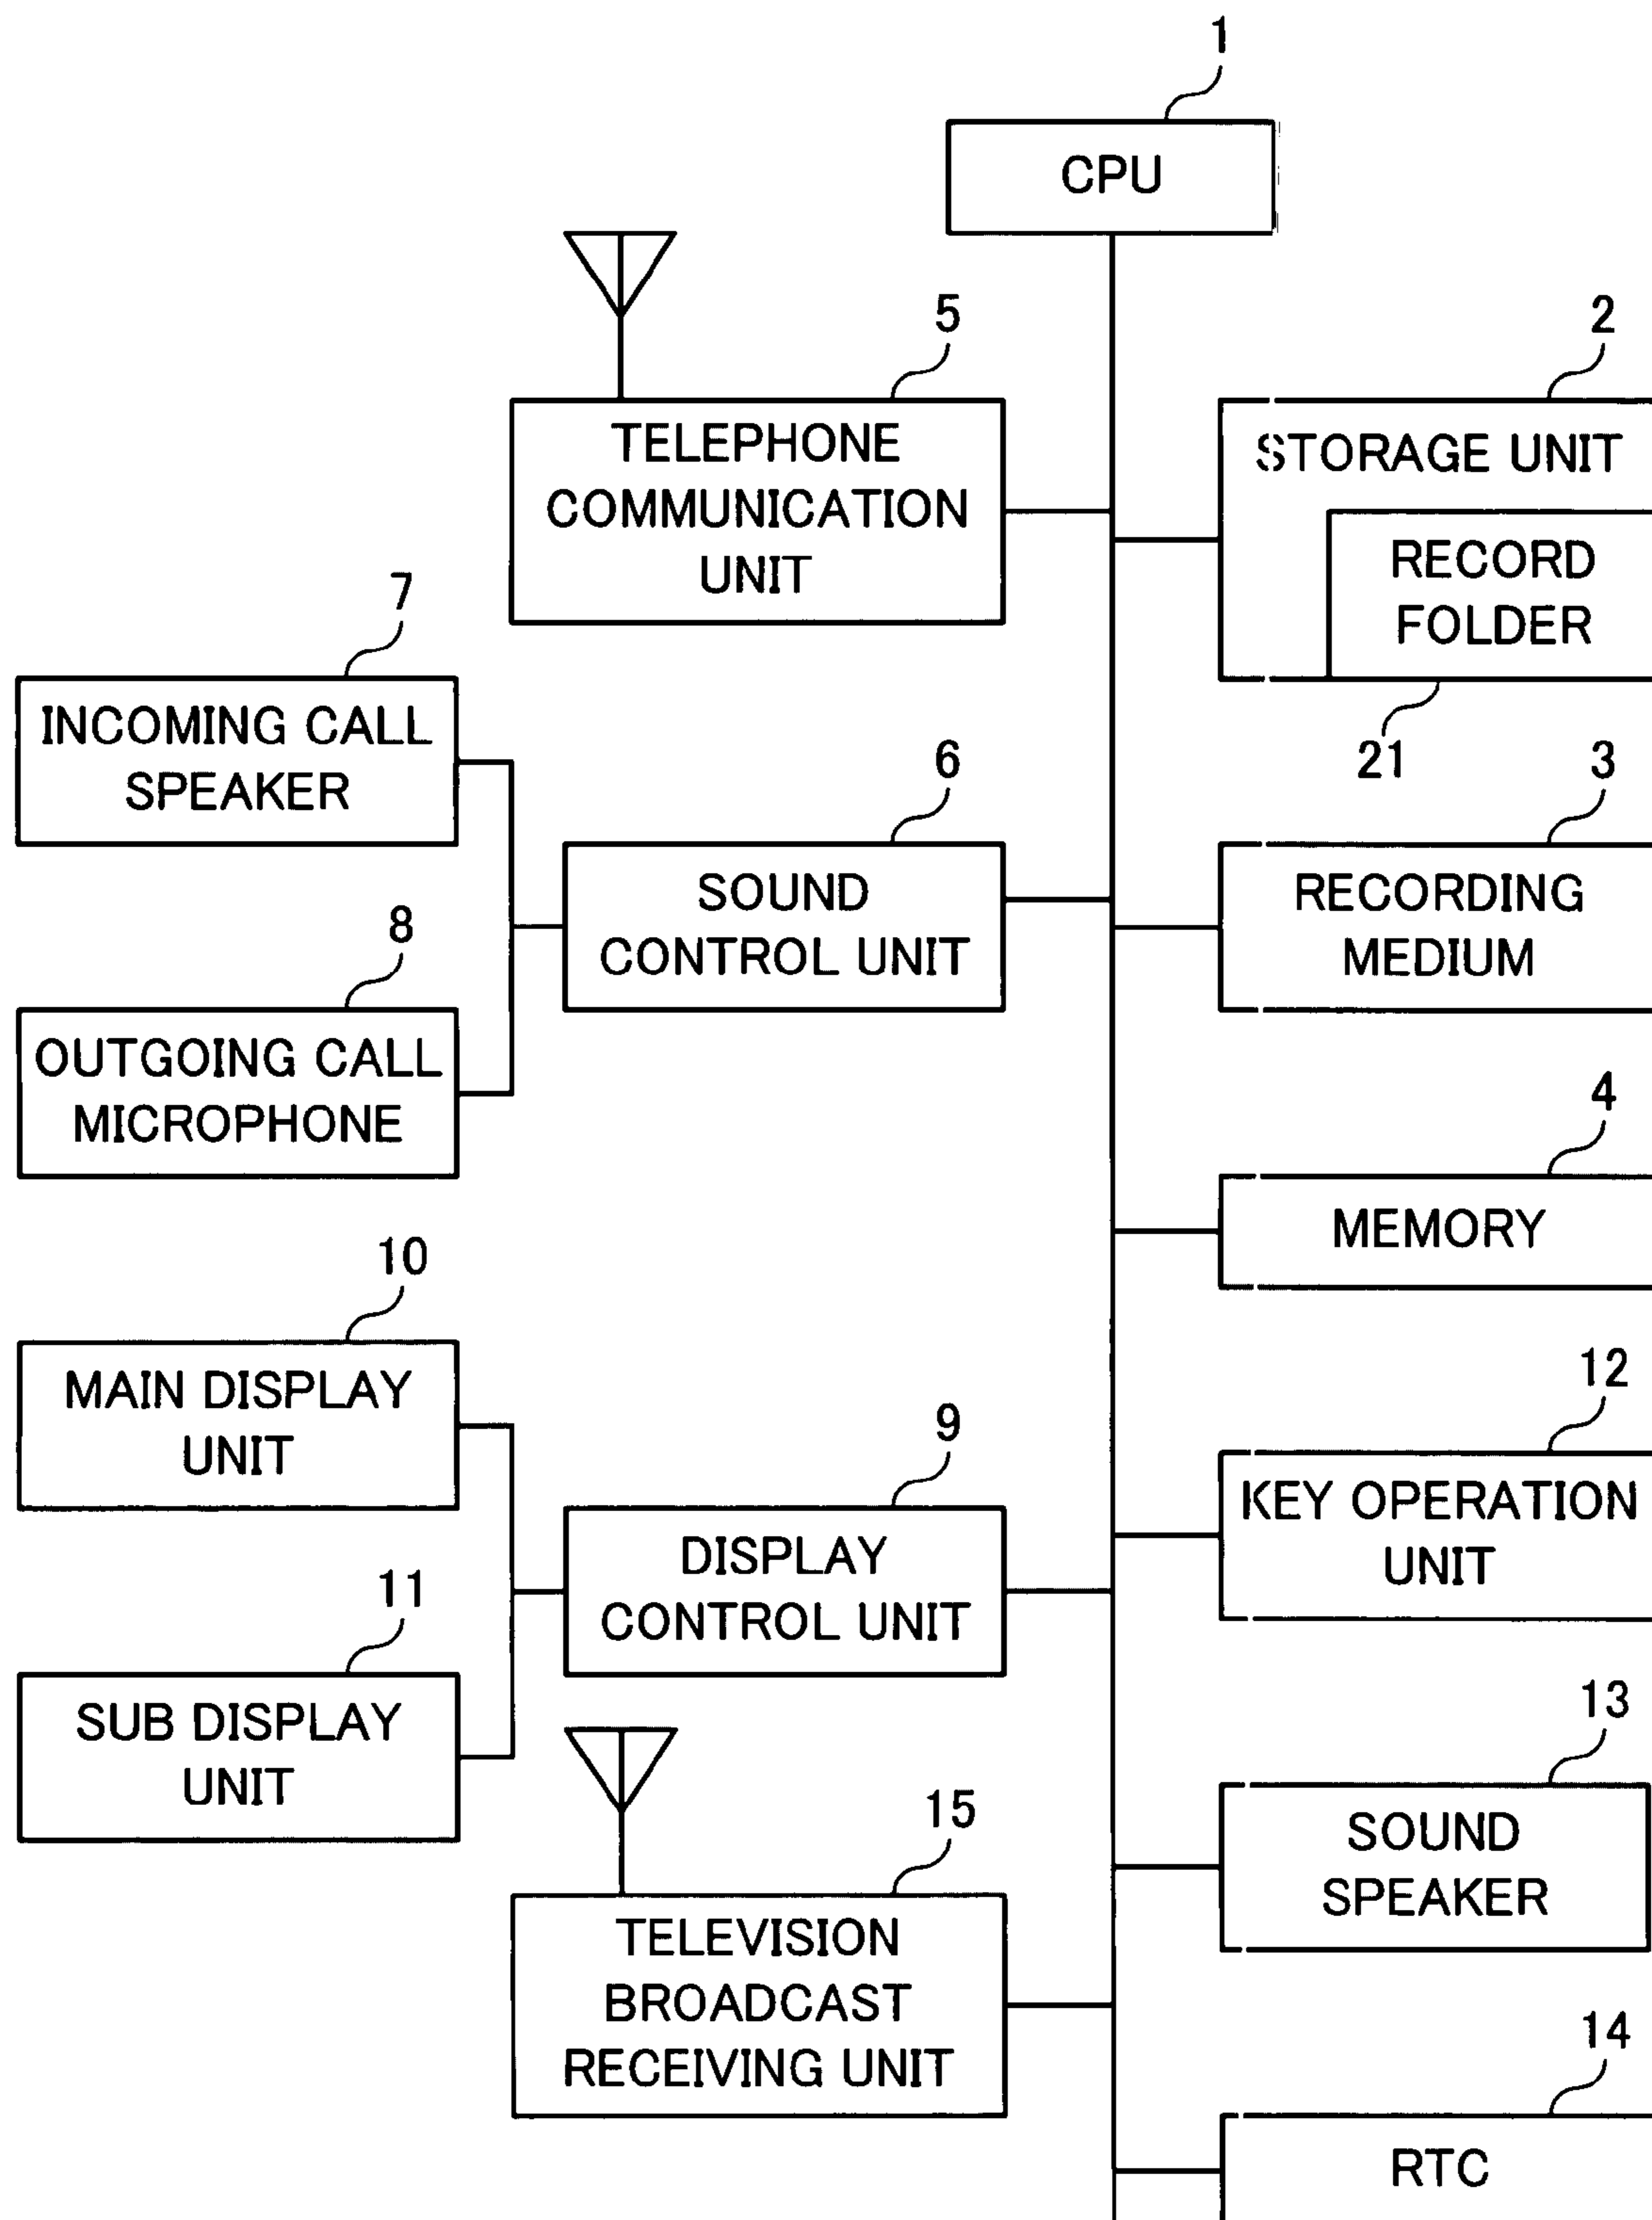 1
CPU
5
TELEPHONE
COMMUNICATION
UNIT
2
STORAGE UNIT
RECORD
FOLDER
21
7
INCOMING CALL
SPEAKER
6
SOUND
CONTROL UNIT
3
RECORDING
MEDIUM
8
OUTGOING CALL
MICROPHONE
4
MEMORY
10
MAIN DISPLAY
UNIT
9
DISPLAY
CONTROL UNIT
12
KEY OPERATION
UNIT
11
SUB DISPLAY
UNIT
13
SOUND
SPEAKER
15
TELEVISION
BROADCAST
RECEIVING UNIT
14
RTC